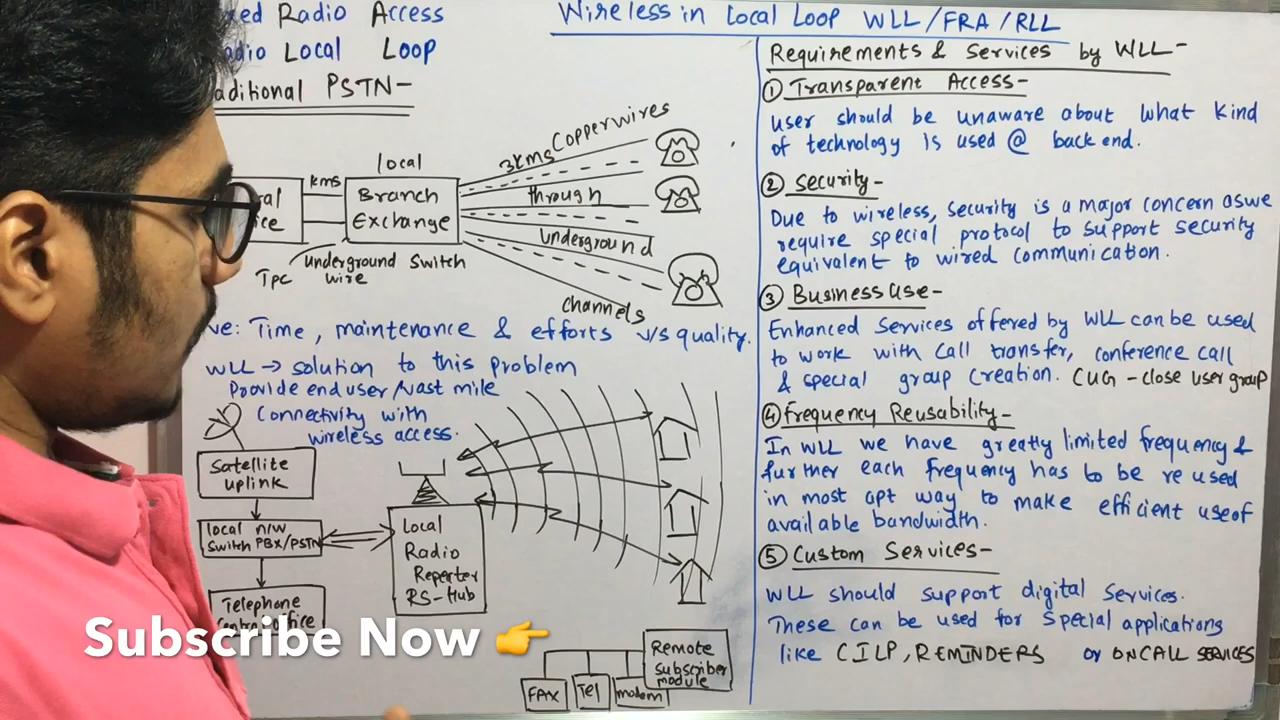 Wireless in Local Loop WLL/FRA/RLL
Radio Access
Local Loop
PSTN-
local
kms
Branch
Exchange
3kms Copperwires
through
underground
channels
Tpc
underground Switch
wire
Time, maintenance & efforts v/s quality.
WLL → solution to this problem
Provide end user /last mile
Connectivity with
wireless access.
Satellite
uplink
local n/w
Switch PBX/PSTN
Telephone
Local
Radio
Reperter
RS-Hub
Remote
Subscriber
module
FAX
Tel
modem
Requirements & Services by WLL-
① Transparent Access-
User should be unaware about what kind
of technology is used @ back end.
② Security-
Due to wireless, security is a major concern aswe
require special protocol to support security
equivalent to wired communication.
③ Business use-
Enhanced services offered by WLL can be used
to work with Call transfer, conference call
& special group creation. CUG - close user group
④ Frequency Reusability-
In WLL we have greatly limited frequency &
further each frequency has to be re used
in most apt way to make efficient use of
available bandwidth.
⑤ Custom Services-
WLL should support digital services.
These can be used for special applications
like CILP, REMINDERS or ONCALL SERVICES
Subscribe Now 👉